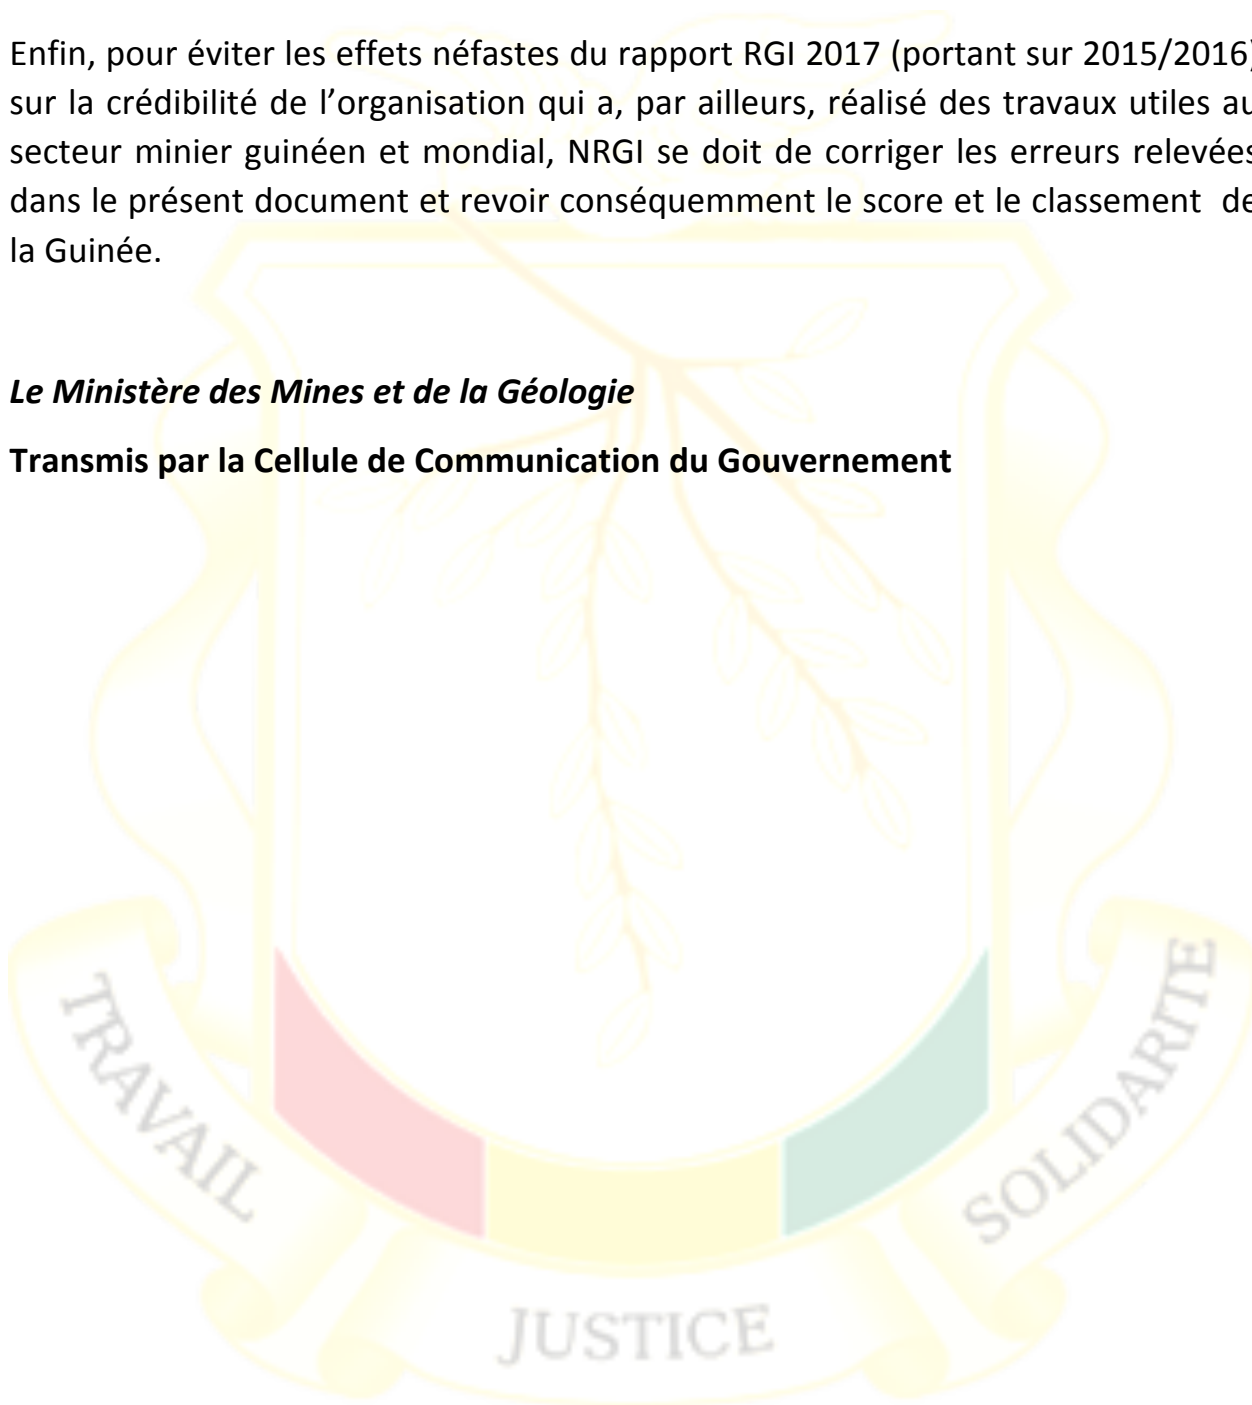 Enfin, pour éviter les effets néfastes du rapport RGI 2017 (portant sur 2015/2016)
sur la crédibilité de l’organisation qui a, par ailleurs, réalisé des travaux utiles au
secteur minier guinéen et mondial, NRGI se doit de corriger les erreurs relevées
dans le présent document et revoir conséquemment le score et le classement de
la Guinée.
Le Ministère des Mines et de la Géologie
Transmis par la Cellule de Communication du Gouvernement
TRAVAIL
JUSTICE
SOLIDARITE